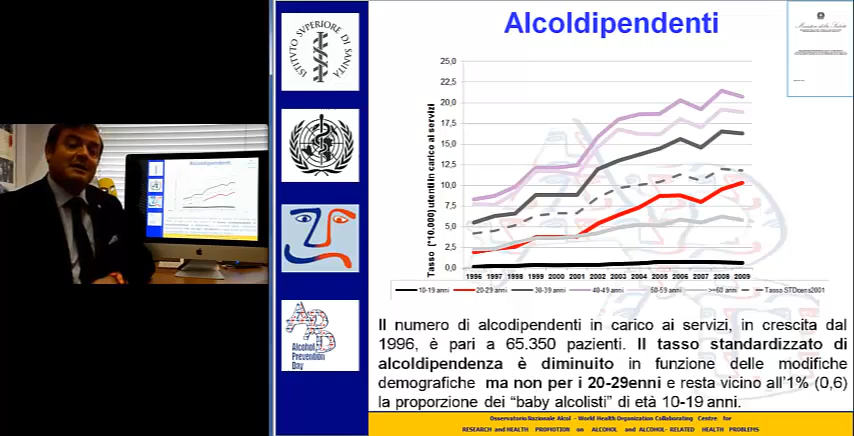 Alcoldipendenti
ISTITVTO SVPERIORE DI SANITA
Alcohol
Prevention
Day
Alcoldipendenti
Tasso (*10,000) utenti in carico ai servizi
25,0
22,5
20,0
17,5
15,0
12,5
10,0
7,5
5,0
2,5
0,0
1996 1997 1998 1999 2000 2001 2002 2003 2004 2005 2006 2007 2008 2009
10-19 anni 20-29 anni 30-39 anni 40-49 anni 50-59 anni >=60 anni Tasso STDcens2001
Il numero di alcodipendenti in carico ai servizi, in crescita dal
1996, è pari a 65.350 pazienti. Il tasso standardizzato di
alcoldipendenza è diminuito in funzione delle modifiche
demografiche ma non per i 20-29enni e resta vicino all'1% (0,6)
la proporzione dei "baby alcolisti" di età 10-19 anni.
Osservatorio Nazionale Alcol - World Health Organization Collaborating Centre for
RESEARCH and HEALTH PROMOTION on ALCOHOL and ALCOHOL- RELATED HEALTH PROBLEMS